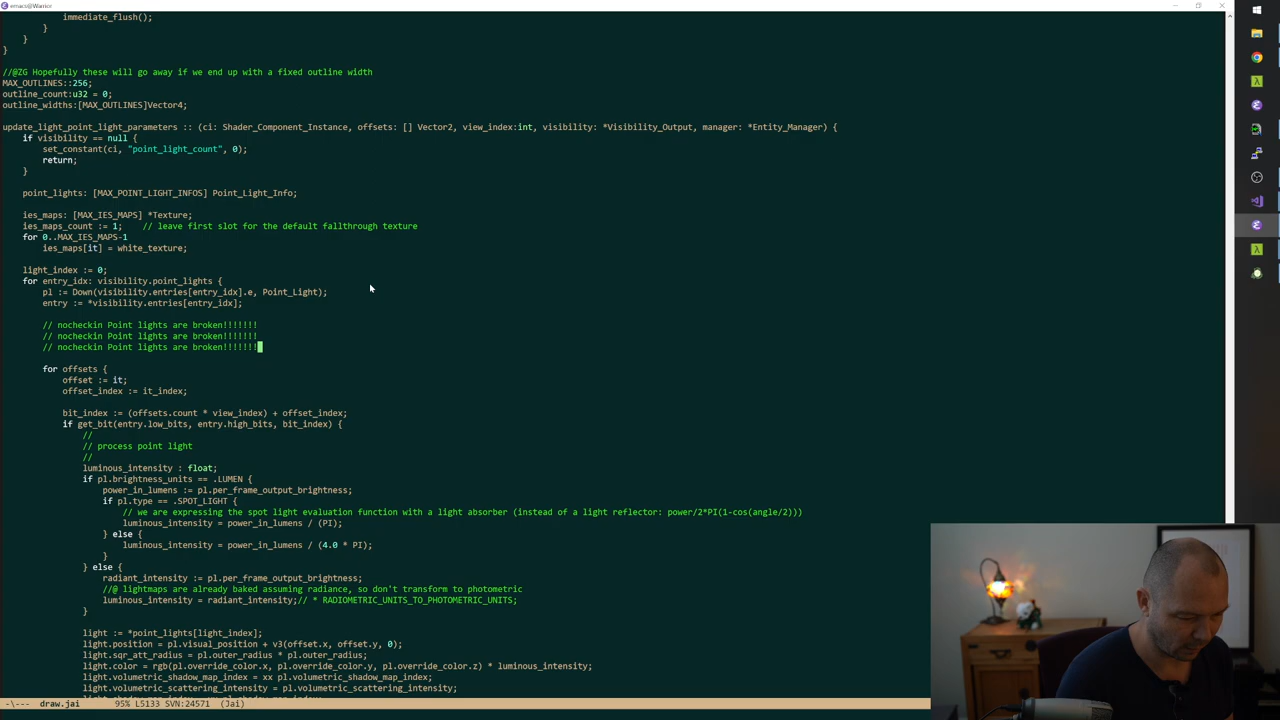 emacs@Warrior
immediate_flush();
}
}
}
//@ZG Hopefully these will go away if we end up with a fixed outline width
MAX_OUTLINES::256;
outline_count:u32 = 0;
outline_widths:[MAX_OUTLINES]Vector4;
update_light_point_light_parameters :: (ci: Shader_Component_Instance, offsets: [] Vector2, view_index:int, visibility: *Visibility_Output, manager: *Entity_Manager) {
if visibility == null {
set_constant(ci, "point_light_count", 0);
return;
}
point_lights: [MAX_POINT_LIGHT_INFOS] Point_Light_Info;
ies_maps: [MAX_IES_MAPS] *Texture;
ies_maps_count := 1;   // leave first slot for the default fallthrough texture
for 0..MAX_IES_MAPS-1
ies_maps[it] = white_texture;
light_index := 0;
for entry_idx: visibility.point_lights {
pl := Down(visibility.entries[entry_idx].e, Point_Light);
entry := *visibility.entries[entry_idx];
// nocheckin Point lights are broken!!!!!!!
// nocheckin Point lights are broken!!!!!!!
// nocheckin Point lights are broken!!!!!!!
for offsets {
offset := it;
offset_index := it_index;
bit_index := (offsets.count * view_index) + offset_index;
if get_bit(entry.low_bits, entry.high_bits, bit_index) {
//
// process point light
//
luminous_intensity : float;
if pl.brightness_units == .LUMEN {
power_in_lumens := pl.per_frame_output_brightness;
if pl.type == .SPOT_LIGHT {
// we are expressing the spot light evaluation function with a light absorber (instead of a light reflector: power/2*PI(1-cos(angle/2)))
luminous_intensity = power_in_lumens / (PI);
} else {
luminous_intensity = power_in_lumens / (4.0 * PI);
}
} else {
radiant_intensity := pl.per_frame_output_brightness;
//@ lightmaps are already baked assuming radiance, so don't transform to photometric
luminous_intensity = radiant_intensity;// * RADIOMETRIC_UNITS_TO_PHOTOMETRIC_UNITS;
}
light := *point_lights[light_index];
light.position = pl.visual_position + v3(offset.x, offset.y, 0);
light.sqr_att_radius = pl.outer_radius * pl.outer_radius;
light.color = rgb(pl.override_color.x, pl.override_color.y, pl.override_color.z) * luminous_intensity;
light.volumetric_shadow_map_index = xx pl.volumetric_shadow_map_index;
light.volumetric_scattering_intensity = pl.volumetric_scattering_intensity;
-\--- draw.jai 95% L5133 SVN:24571 (Jai)